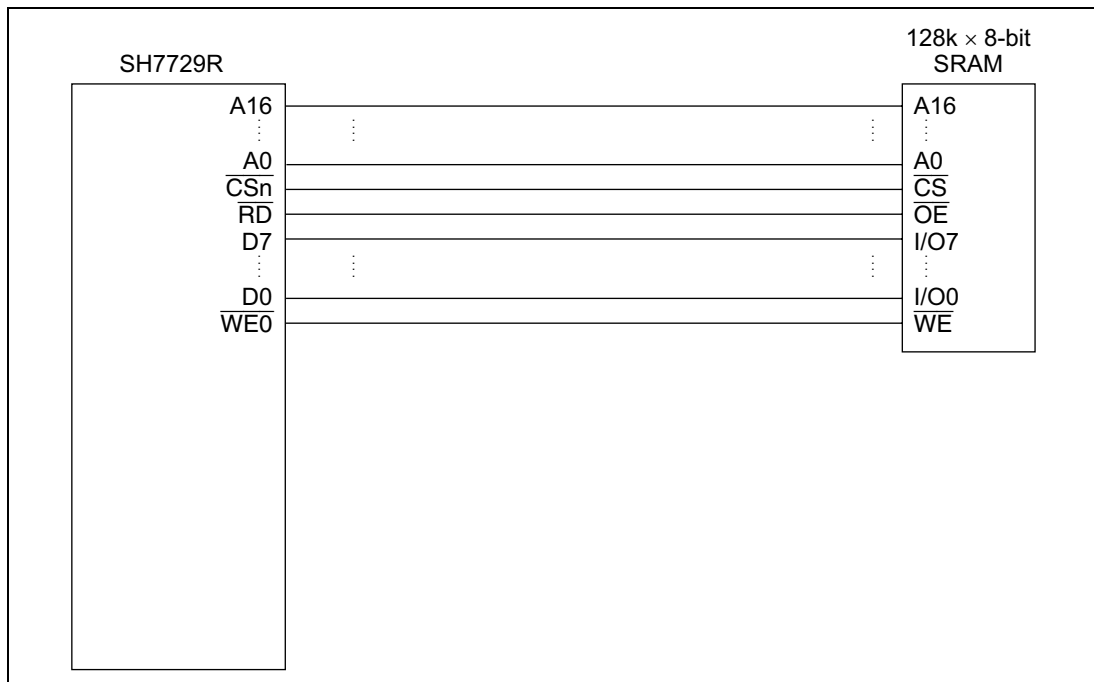 128k × 8-bit
SH7729R SRAM
A16 A16
A0 A0
CSn CS
RD OE
D7 I/O7
D0 I/O0
WE0 WE